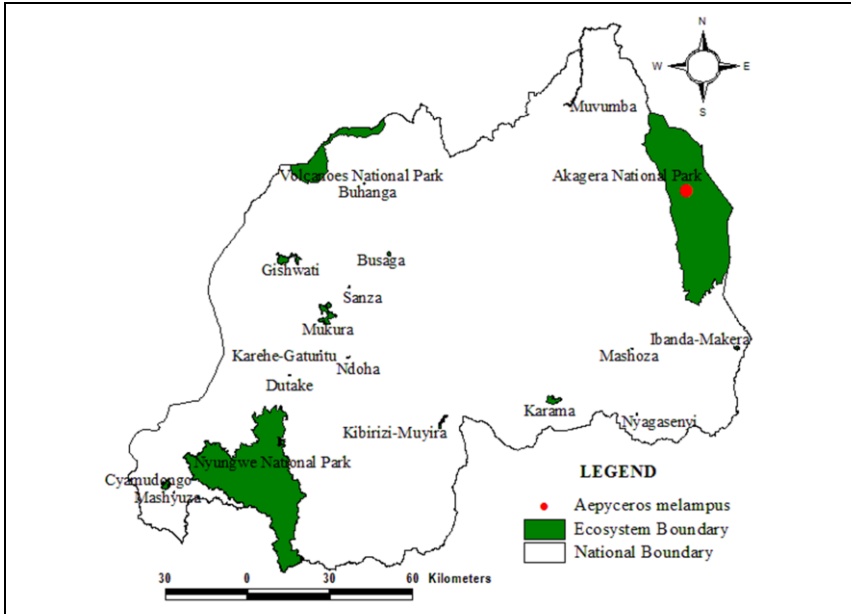 N
W E
S
Muvumba
Volcanoes National Park
Akagera National Park
Buhanga
Busaga
Gishwati
Sanza
Mukura
Ibanda-Makera
Karehe-Gaturitu
Mashoza
Ndoha
Dutake
Karama
Nyagasenyi
Kibirizi-Muyira
Nyungwe National Park
Cyamudongo
Mashyuza
LEGEND
Aepyceros melampus
Ecosystem Boundary
National Boundary
30 0 30 60 Kilometers